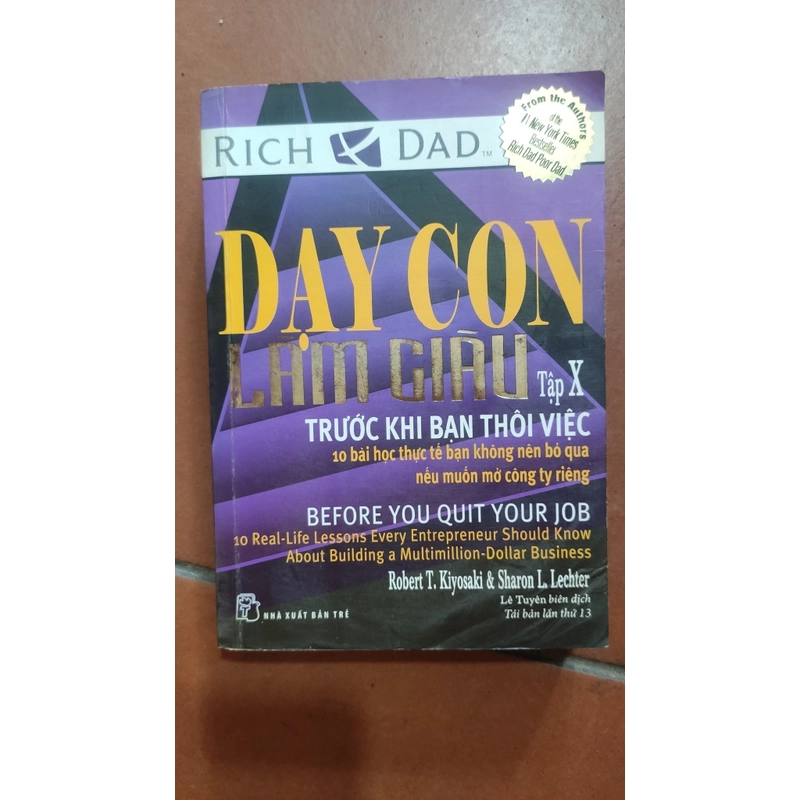 RICH DAD™
From the Authors
of the
#1 New York Times
Bestseller
Rich Dad Poor Dad
DẠY CON
LÀM GIÀU Tập X
TRƯỚC KHI BẠN THÔI VIỆC
10 bài học thực tế bạn không nên bỏ qua
nếu muốn mở công ty riêng
BEFORE YOU QUIT YOUR JOB
10 Real-Life Lessons Every Entrepreneur Should Know
About Building a Multimillion-Dollar Business
Robert T. Kiyosaki & Sharon L. Lechter
Lê Tuyên biên dịch
Tái bản lần thứ 13
NHÀ XUẤT BẢN TRẺ